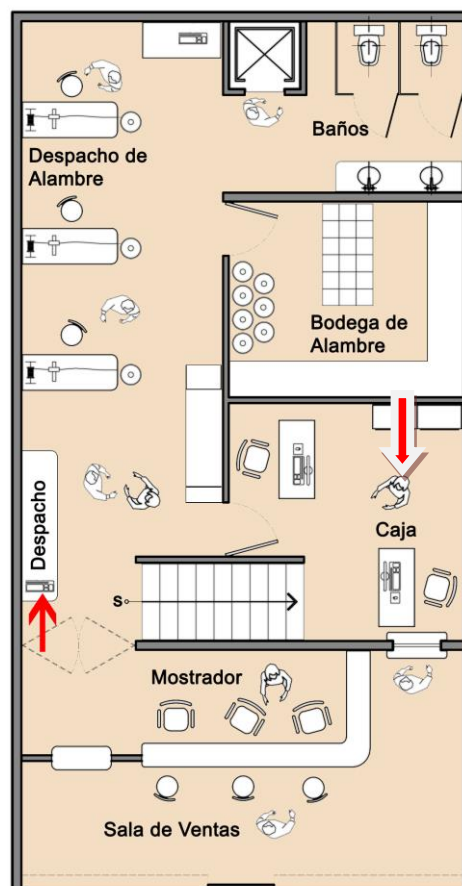 Baños
Despacho de
Alambre
Bodega de
Alambre
Despacho
Caja
S
Mostrador
Sala de Ventas